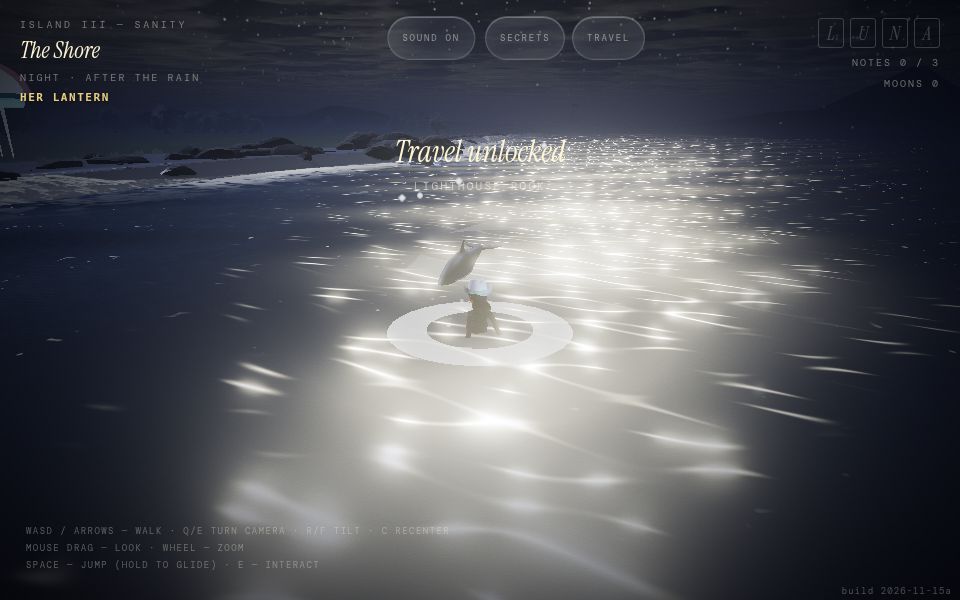 ISLAND III — SANITY
The Shore
NIGHT · AFTER THE RAIN
HER LANTERN
SOUND ON
SECRETS
TRAVEL
L U N A
NOTES 0 / 3
MOONS 0
Travel unlocked
LIGHTHOUSE ROCK
WASD / ARROWS — WALK · Q/E TURN CAMERA · R/F TILT · C RECENTER
MOUSE DRAG — LOOK · WHEEL — ZOOM
SPACE — JUMP (HOLD TO GLIDE) · E — INTERACT
build 2026-11-15a